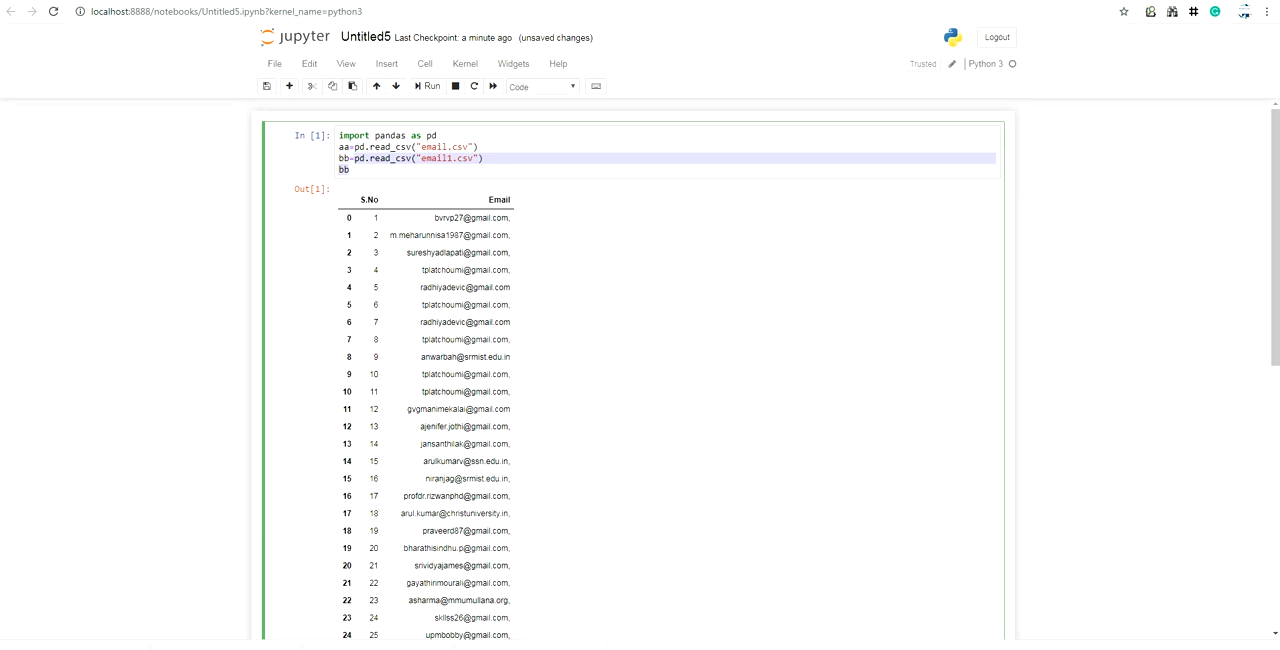 localhost:8888/notebooks/Untitled5.ipynb?kernel_name=python3
jupyter Untitled5 Last Checkpoint: a minute ago (unsaved changes)
Logout
File Edit View Insert Cell Kernel Widgets Help
Trusted Python 3
Run Code
In [1]: import pandas as pd
aa=pd.read_csv("email.csv")
bb=pd.read_csv("email1.csv")
bb
Out[1]:
S.No Email
0 1 bvrvp27@gmail.com,
1 2 m.meharunnisa1987@gmail.com,
2 3 sureshyadlapati@gmail.com,
3 4 tplatchoumi@gmail.com,
4 5 radhiyadevic@gmail.com
5 6 tplatchoumi@gmail.com,
6 7 radhiyadevic@gmail.com
7 8 tplatchoumi@gmail.com,
8 9 anwarbah@srmist.edu.in
9 10 tplatchoumi@gmail.com,
10 11 tplatchoumi@gmail.com,
11 12 gvgmanimekalai@gmail.com
12 13 ajenifer.jothi@gmail.com,
13 14 jansanthilak@gmail.com,
14 15 arulkumarv@ssn.edu.in,
15 16 niranjag@srmist.edu.in,
16 17 profdr.rizwanphd@gmail.com,
17 18 arul.kumar@christuniversity.in,
18 19 praveerd87@gmail.com,
19 20 bharathisindhu.p@gmail.com,
20 21 srividyajames@gmail.com,
21 22 gayathirimourali@gmail.com,
22 23 asharma@mmumullana.org,
23 24 skllss26@gmail.com,
24 25 upmbobby@gmail.com,